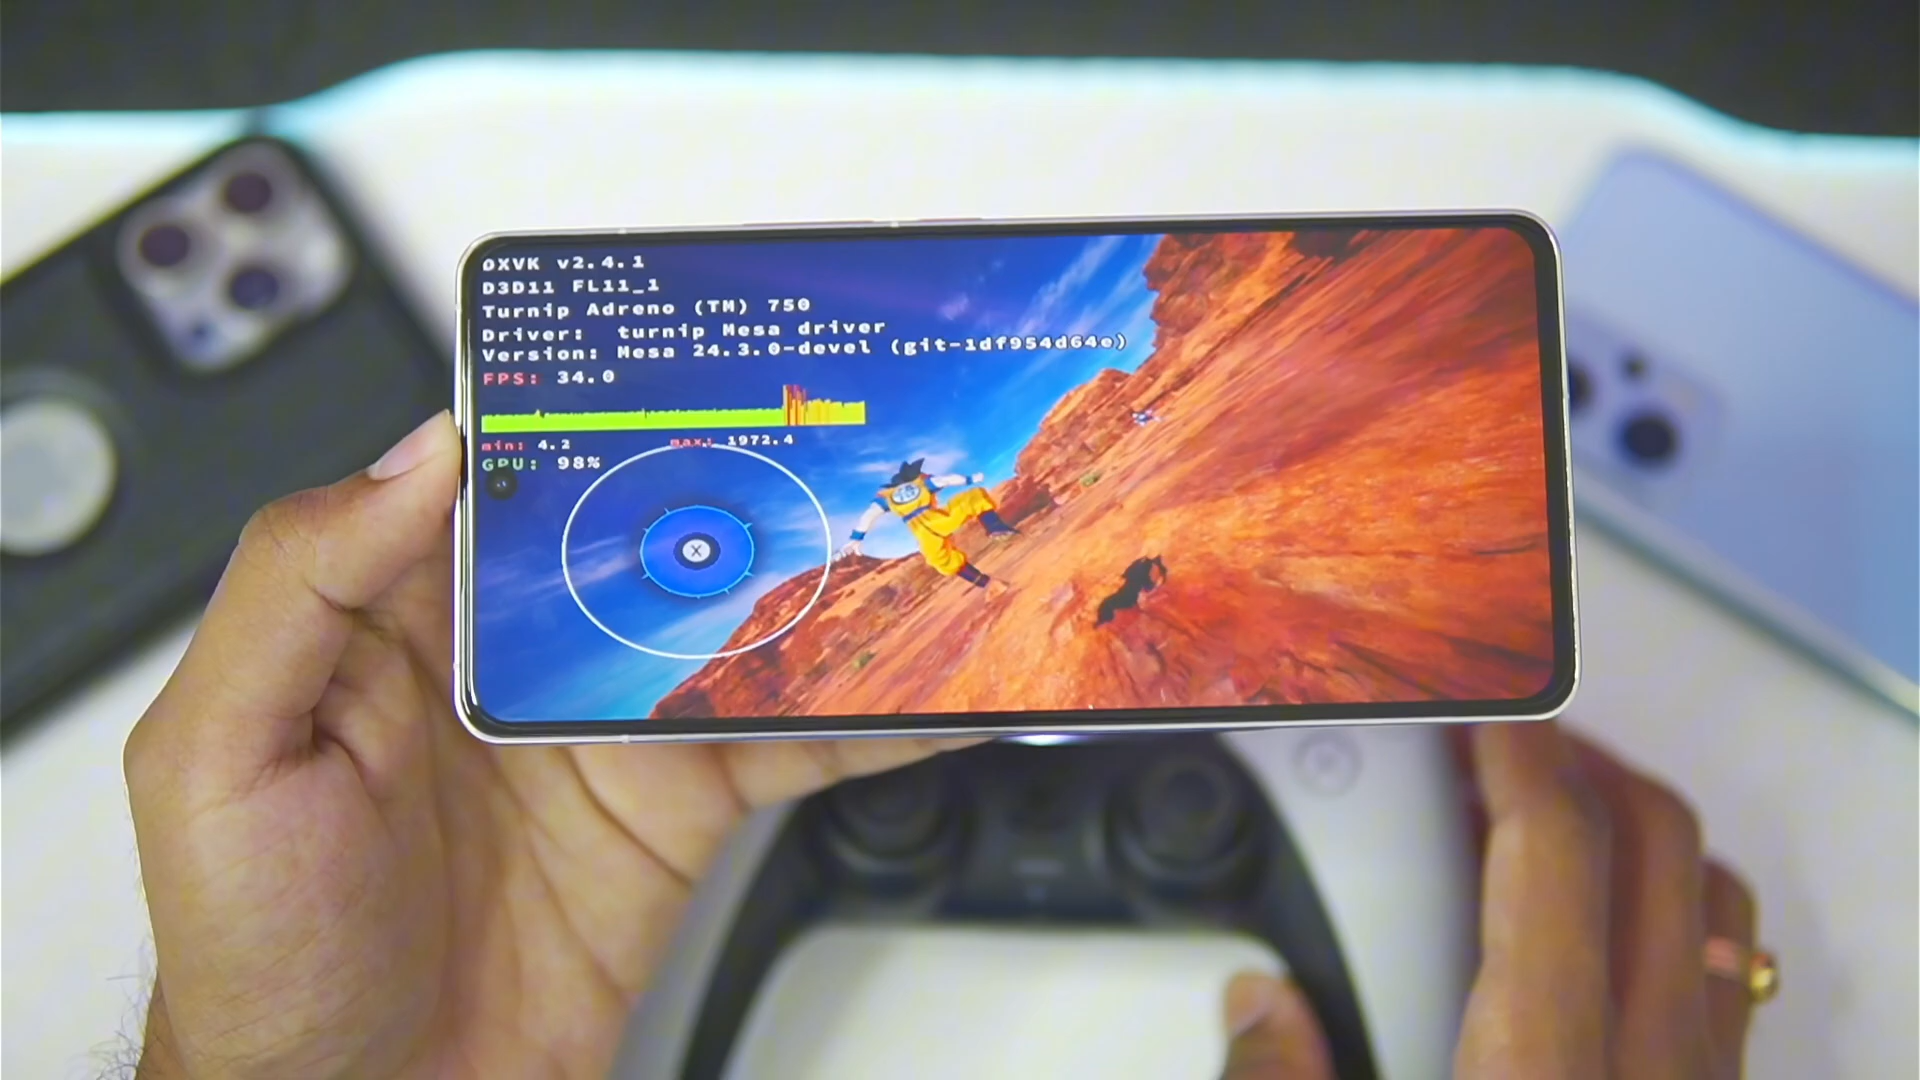 DXVK v2.4.1
D3D11 FL11_1
Turnip Adreno (TM) 750
Driver: turnip Mesa driver
Version: Mesa 24.3.0-devel (git-1df954d64e)
FPS: 34.0
min: 4.2 max: 1972.4
GPU: 98%
X